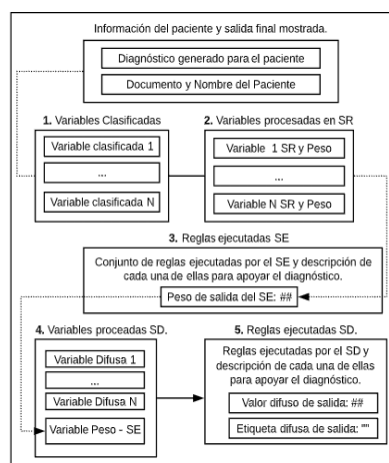 Información del paciente y salida final mostrada.
Diagnóstico generado para el paciente
Documento y Nombre del Paciente
1. Variables Clasificadas
Variable clasificada 1
...
Variable clasificada N
2. Variables procesadas en SR
Variable 1 SR y Peso
...
Variable N SR y Peso
3. Reglas ejecutadas SE
Conjunto de reglas ejecutadas por el SE y descripción de
cada una de ellas para apoyar el diagnóstico.
Peso de salida del SE: ##
4. Variables proceadas SD.
Variable Difusa 1
...
Variable Difusa N
Variable Peso - SE
5. Reglas ejecutadas SD.
Reglas ejecutadas por el SD y
descripción de cada una de ellas
para apoyar el diagnóstico.
Valor difuso de salida: ##
Etiqueta difusa de salida: ""